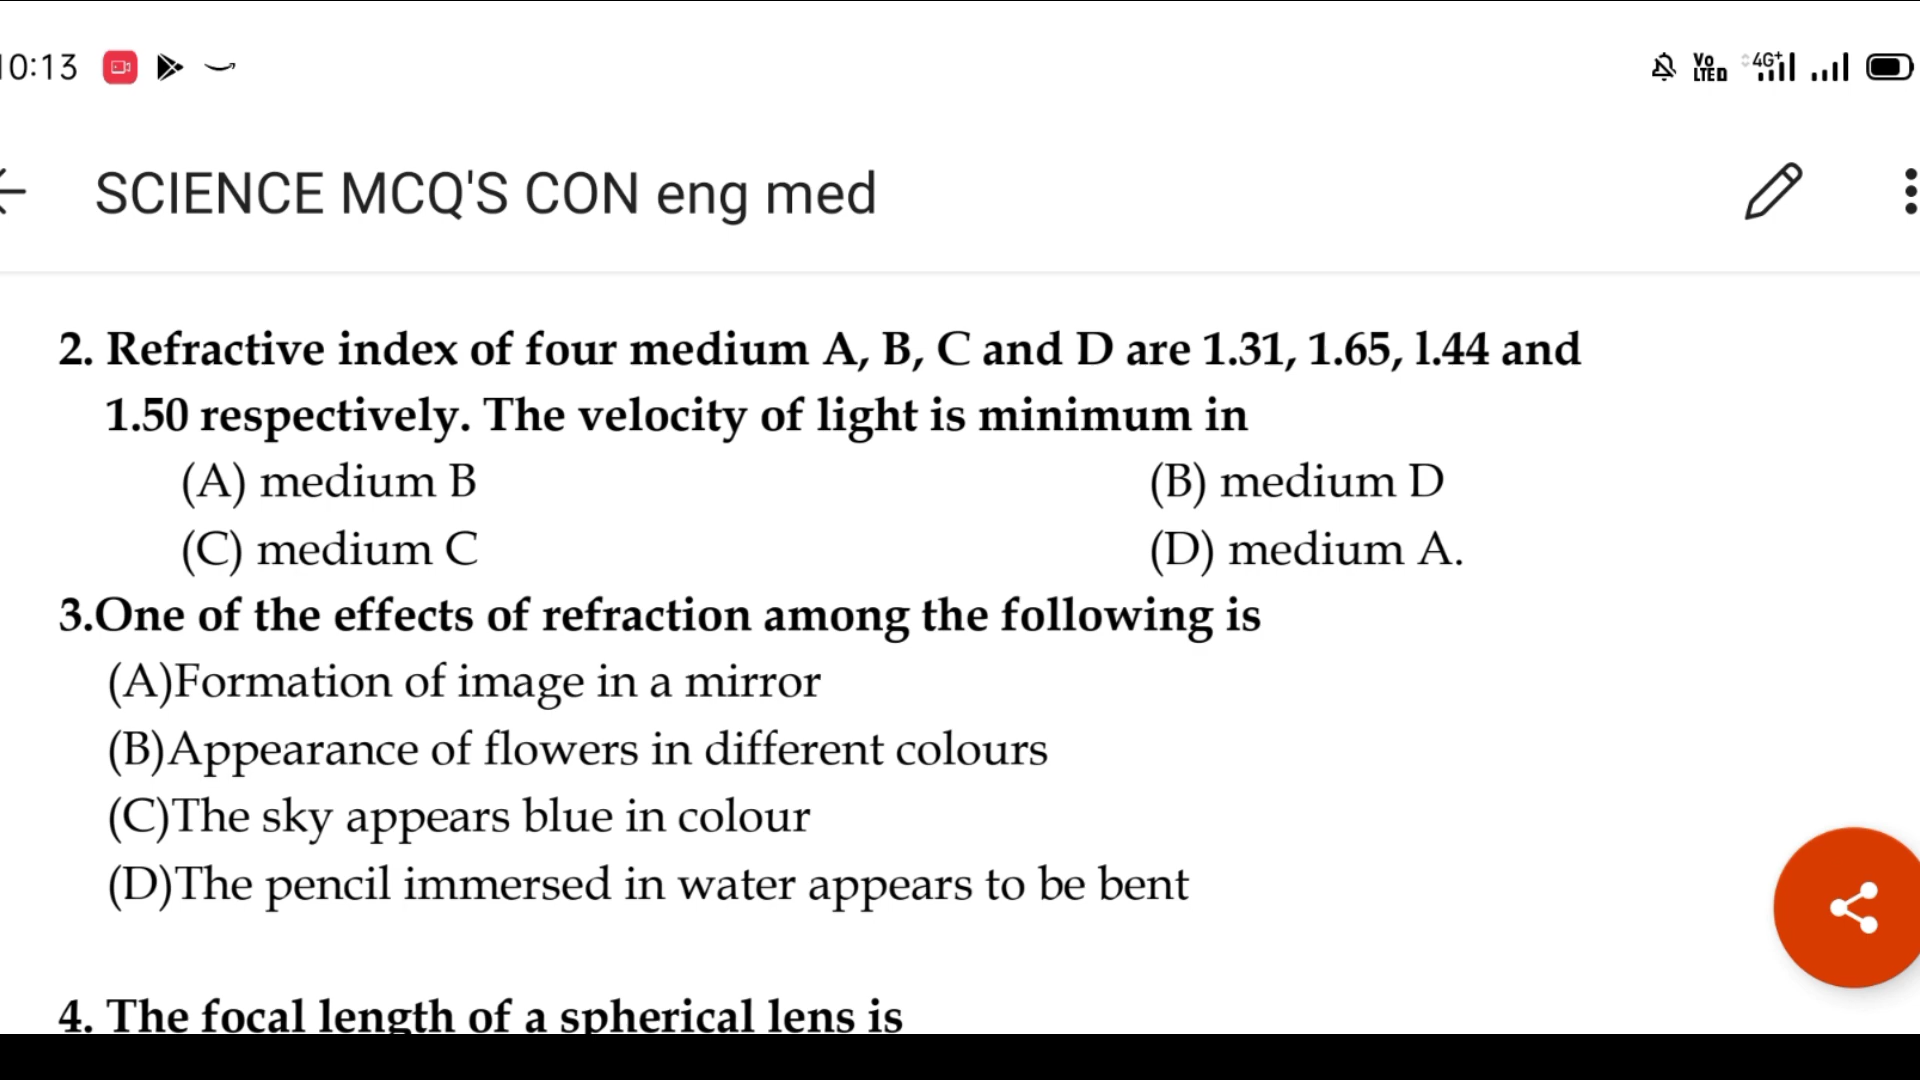 10:13 Vo LTE D 4G+
SCIENCE MCQ'S CON eng med
2. Refractive index of four medium A, B, C and D are 1.31, 1.65, l.44 and
1.50 respectively. The velocity of light is minimum in
(A) medium B (B) medium D
(C) medium C (D) medium A.
3.One of the effects of refraction among the following is
(A)Formation of image in a mirror
(B)Appearance of flowers in different colours
(C)The sky appears blue in colour
(D)The pencil immersed in water appears to be bent
4. The focal length of a spherical lens is